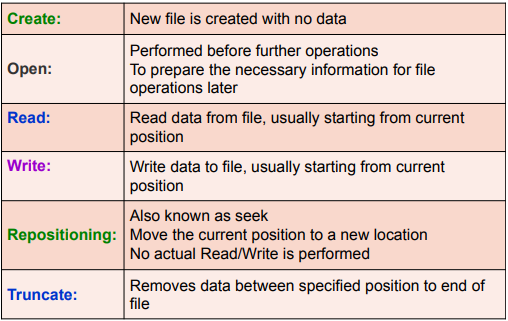 Create: New file is created with no data
Open: Performed before further operations
To prepare the necessary information for file
operations later
Read: Read data from file, usually starting from current
position
Write: Write data to file, usually starting from current
position
Repositioning: Also known as seek
Move the current position to a new location
No actual Read/Write is performed
Truncate: Removes data between specified position to end of
file